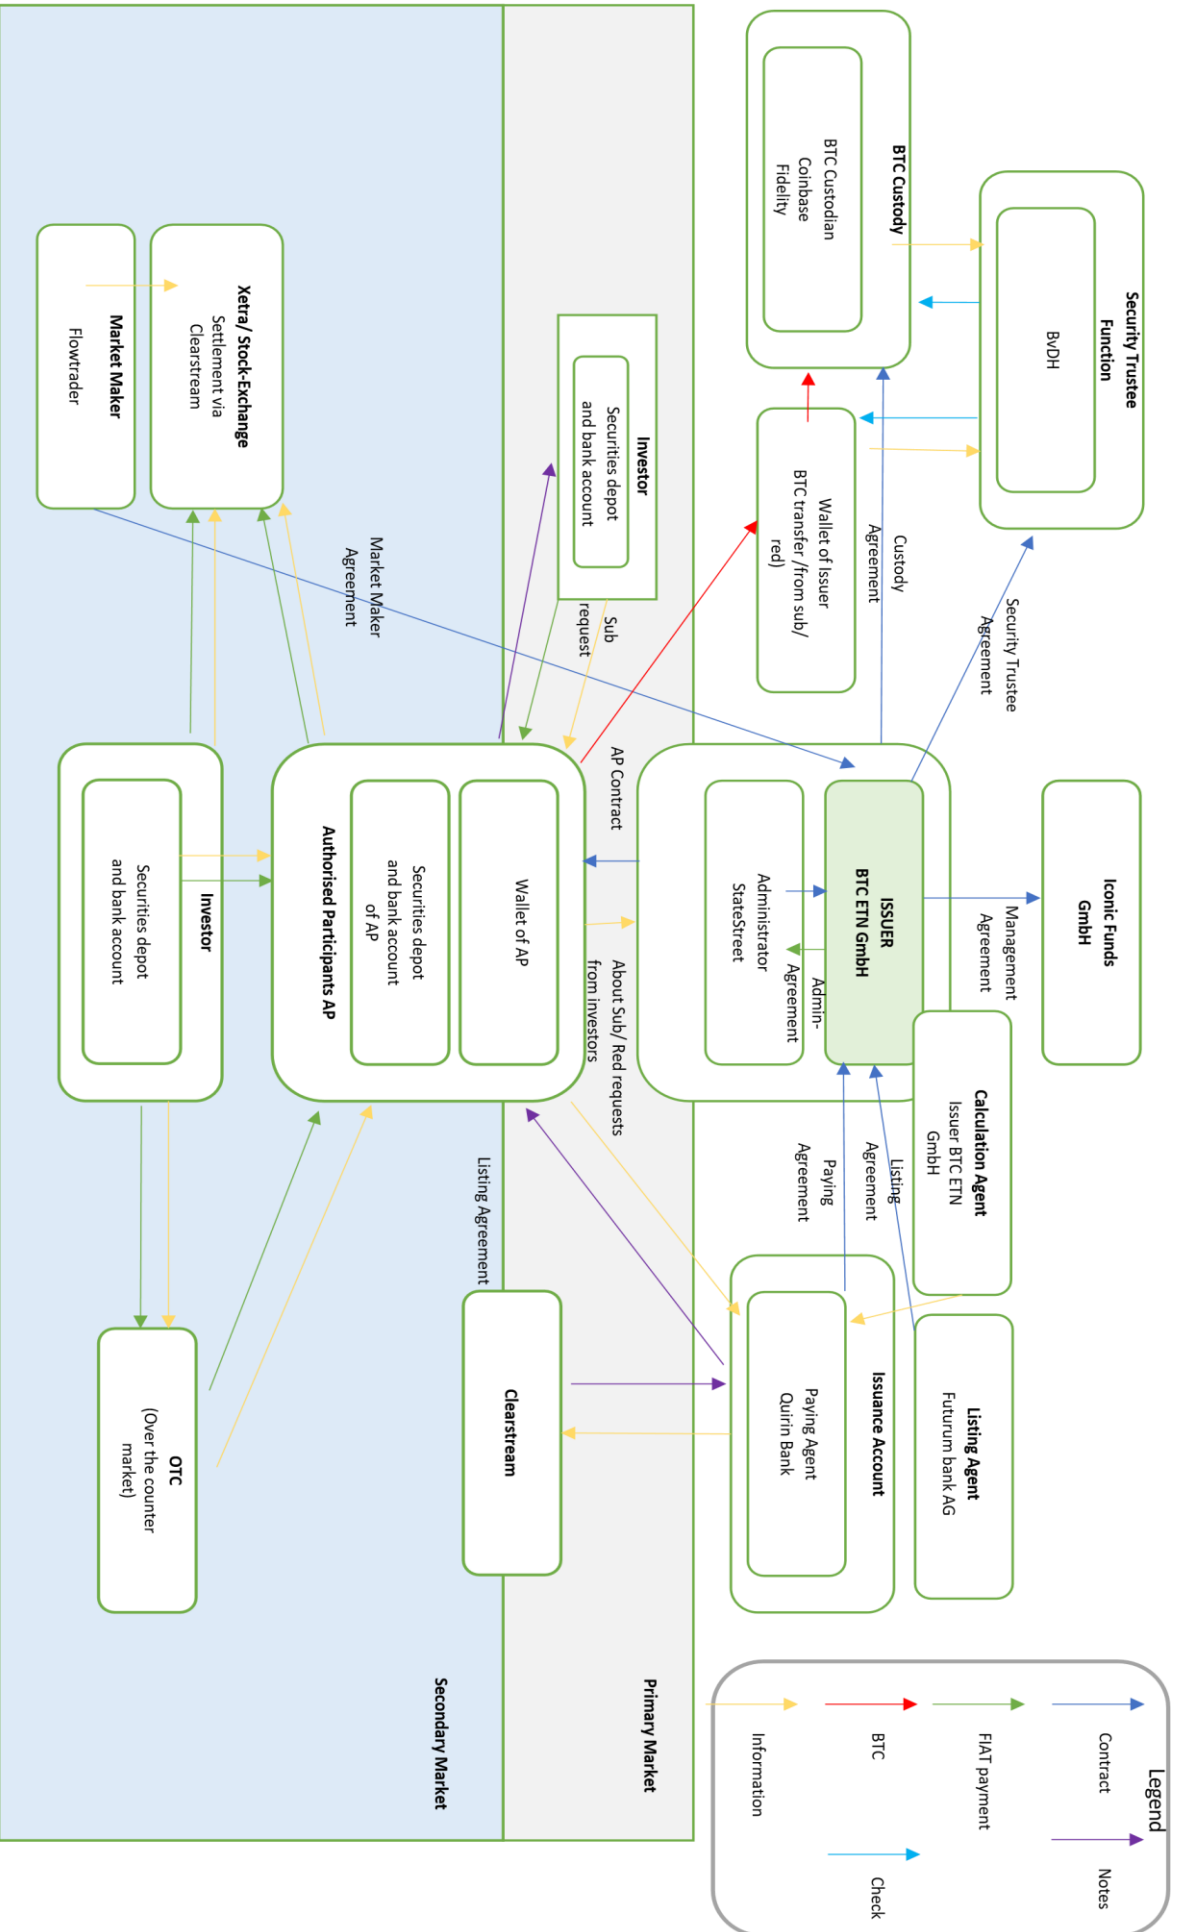 Iconic Funds
GmbH
Security Trustee
Function
BvDH
Management
Agreement
Security Trustee
Agreement
Calculation Agent
Issuer BTC ETN
GmbH
Listing Agent
Futurum bank AG
BTC Custody
BTC Custodian
Coinbase
Fidelity
Custody
Agreement
Wallet of Issuer
BTC transfer /from sub/
red)
ISSUER
BTC ETN GmbH
Admin-
Agreement
Administrator
StateStreet
Listing
Agreement
Paying
Agreement
Issuance Account
Paying Agent
Quirin Bank
Legend
Contract
Notes
FIAT payment
BTC
Check
Information
Primary Market
Investor
Securities depot
and bank account
Sub
request
AP Contract
About Sub/ Red requests
from investors
Wallet of AP
Securities depot
and bank account
of AP
Authorised Participants AP
Listing Agreement
Clearstream
Secondary Market
Market Maker
Agreement
Xetra/ Stock-Exchange
Settlement via
Clearstream
Market Maker
Flowtrader
Investor
Securities depot
and bank account
OTC
(Over the counter
market)